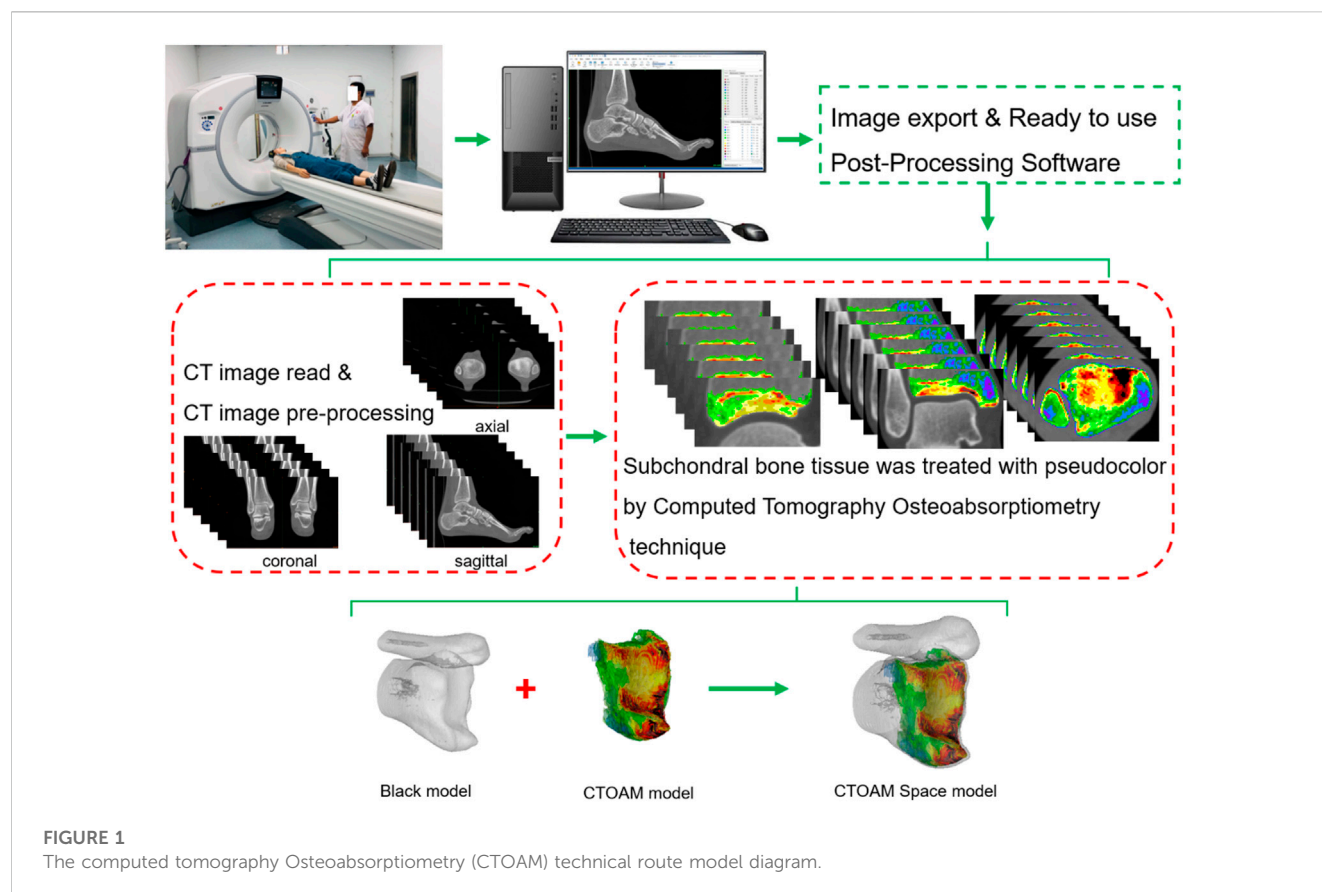 Image export & Ready to use
Post-Processing Software
CT image read &
CT image pre-processing
axial
coronal
sagittal
Subchondral bone tissue was treated with pseudocolor
by Computed Tomography Osteoabsorptiometry
technique
Black model
CTOAM model
CTOAM Space model
FIGURE 1
The computed tomography Osteoabsorptiometry (CTOAM) technical route model diagram.